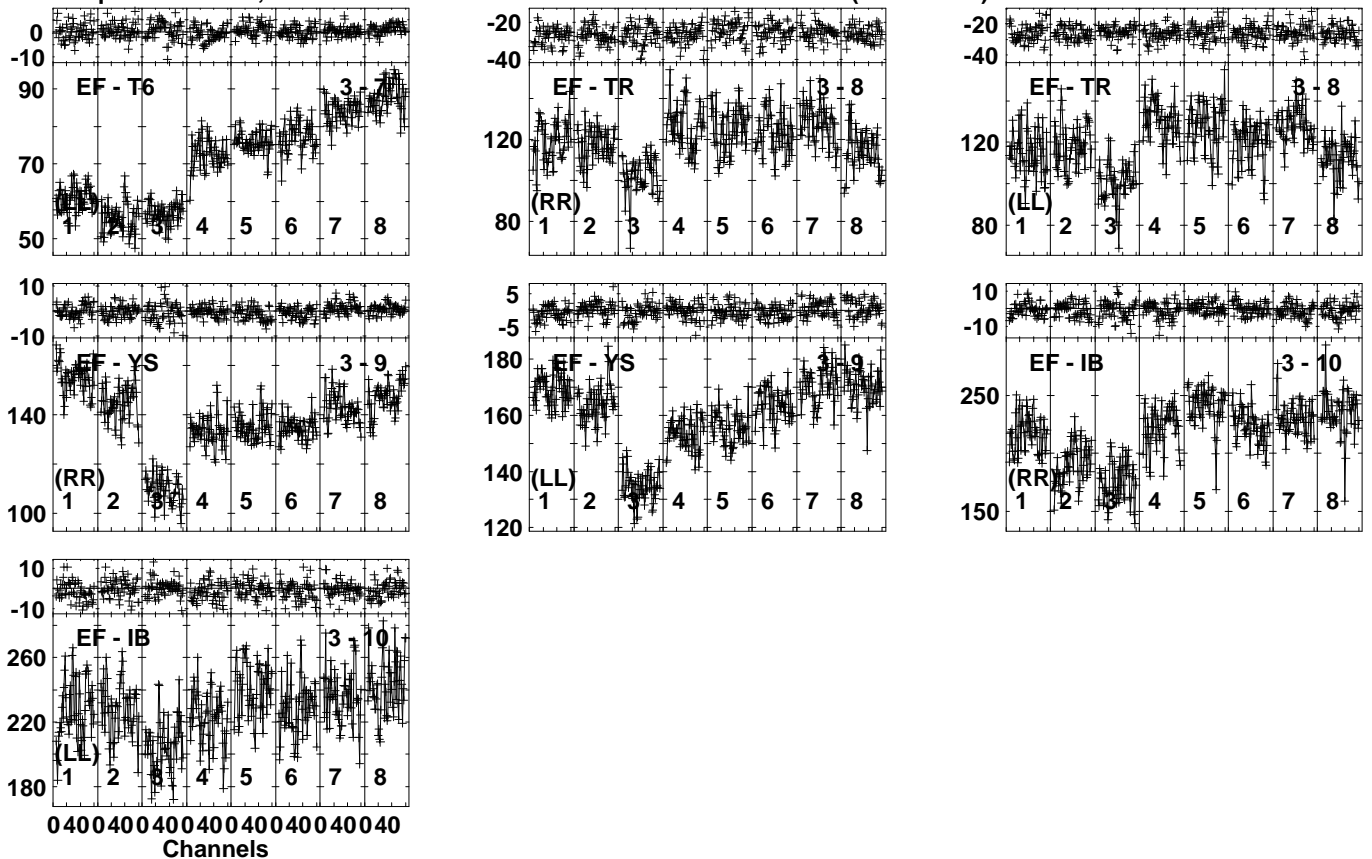 0
-10
EF - T6 3 - 7
90
70
50
(LL)
1 2 3 4 5 6 7 8
-20
-40
EF - TR 3 - 8
120
80
(RR)
1 2 3 4 5 6 7 8
-20
-40
EF - TR 3 - 8
120
80
(LL)
1 2 3 4 5 6 7 8
10
-10
EF - YS 3 - 9
140
100
(RR)
1 2 3 4 5 6 7 8
5
-5
EF - YS 3 - 9
180
160
140
120
(LL)
1 2 3 4 5 6 7 8
10
-10
EF - IB 3 - 10
250
150
(RR)
1 2 3 4 5 6 7 8
10
-10
EF - IB 3 - 10
260
220
180
(LL)
1 2 3 4 5 6 7 8
0 40 0 40 0 40 0 40 0 40 0 40 0 40 0 40
Channels